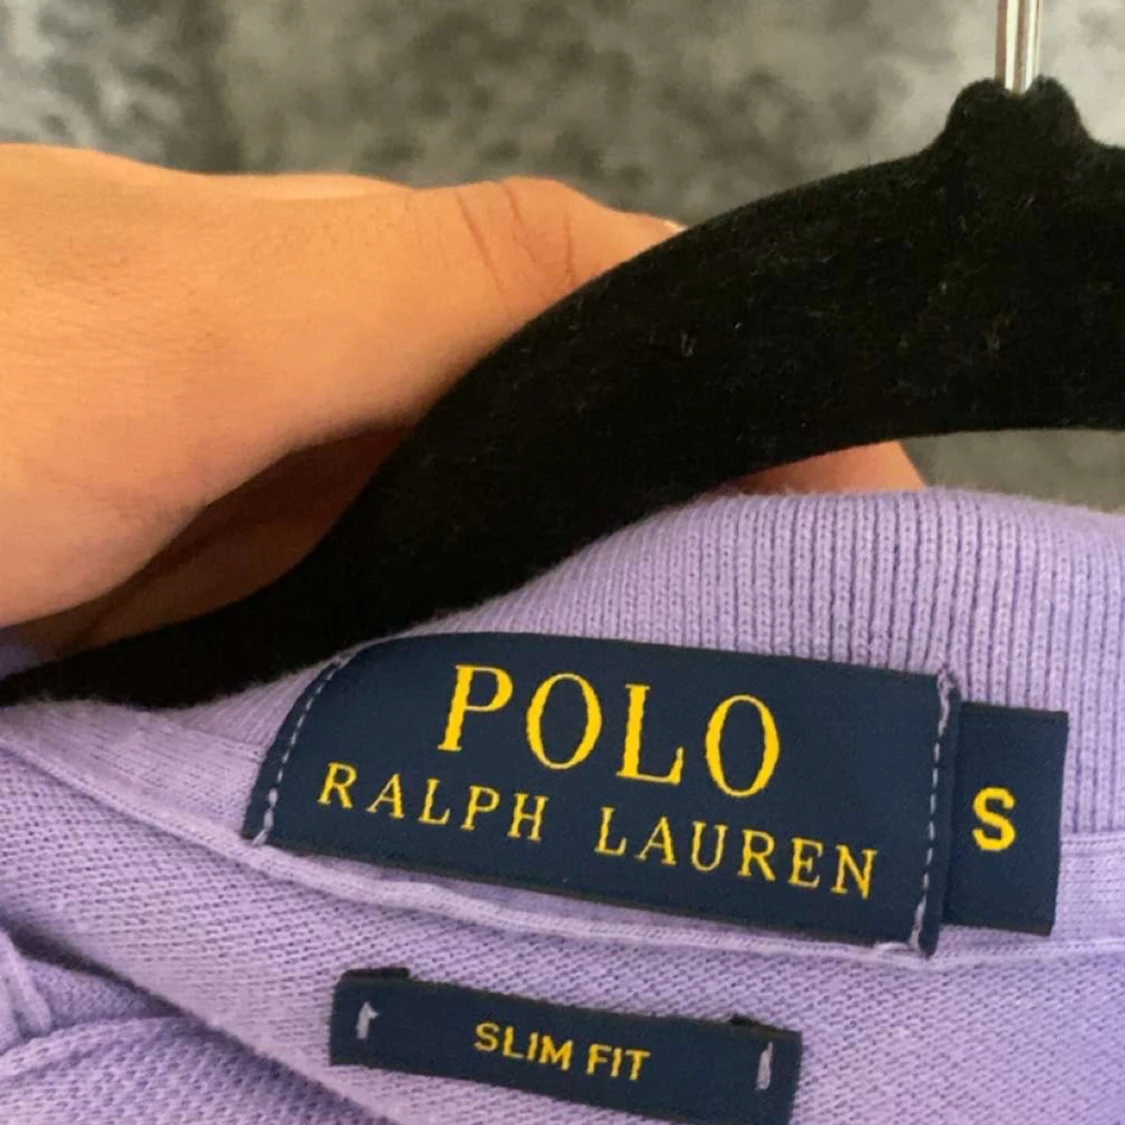 POLO
RALPH LAUREN
S
SLIM FIT